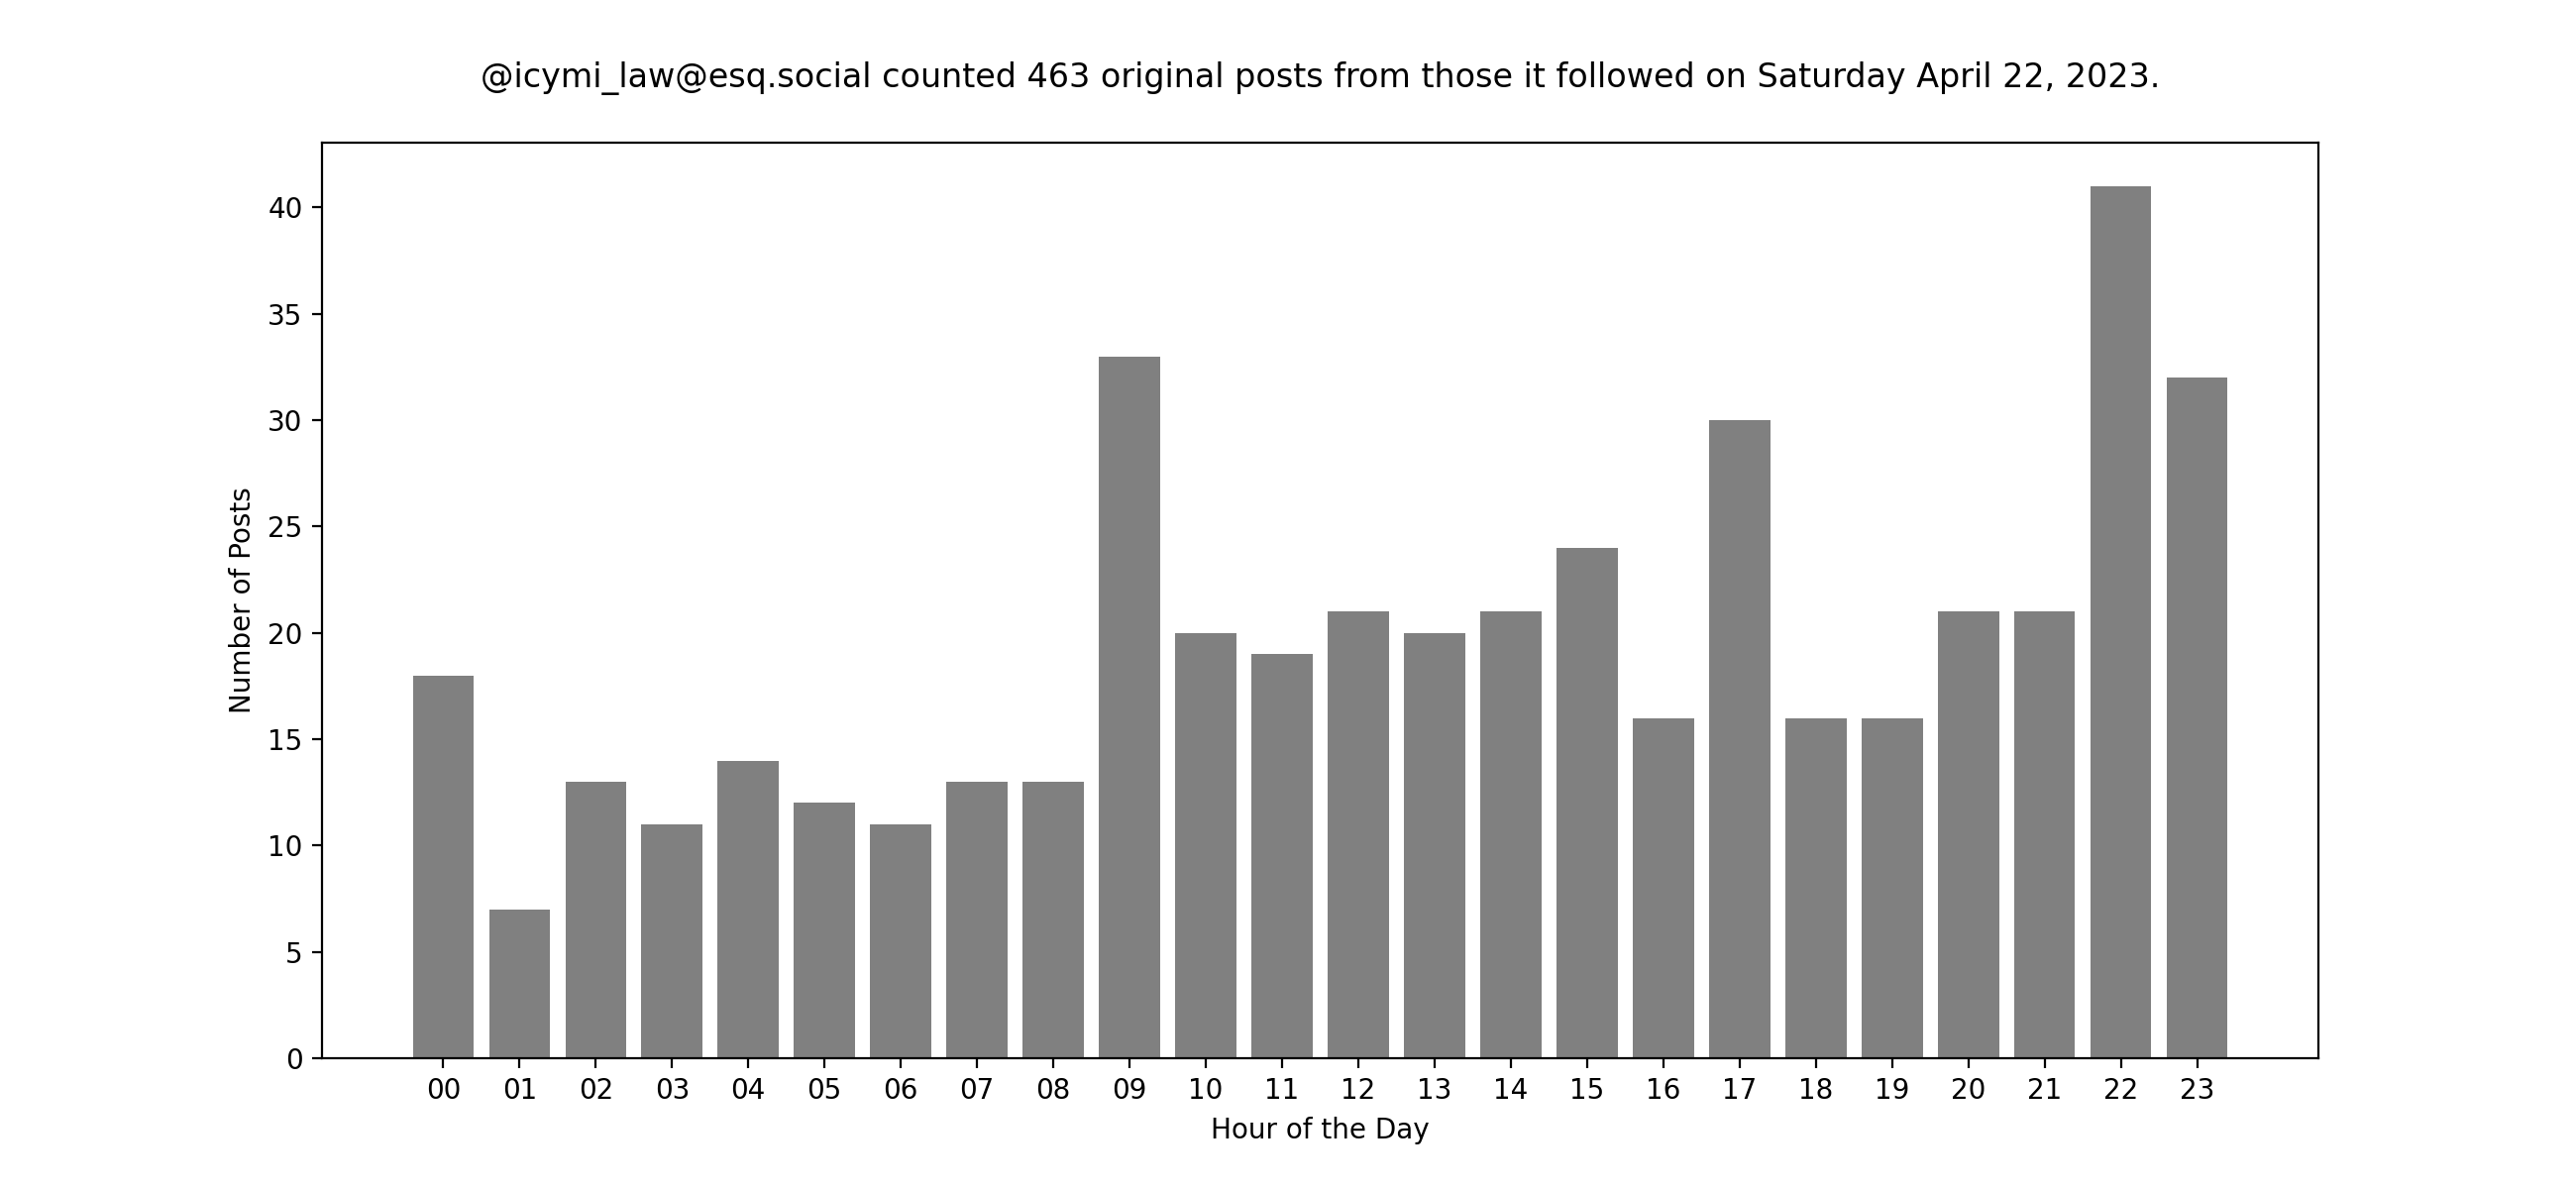 @icymi_law@esq.social counted 463 original posts from those it followed on Saturday April 22, 2023.
40
35
30
25
20
15
10
5
0
Number of Posts
00 01 02 03 04 05 06 07 08 09 10 11 12 13 14 15 16 17 18 19 20 21 22 23
Hour of the Day